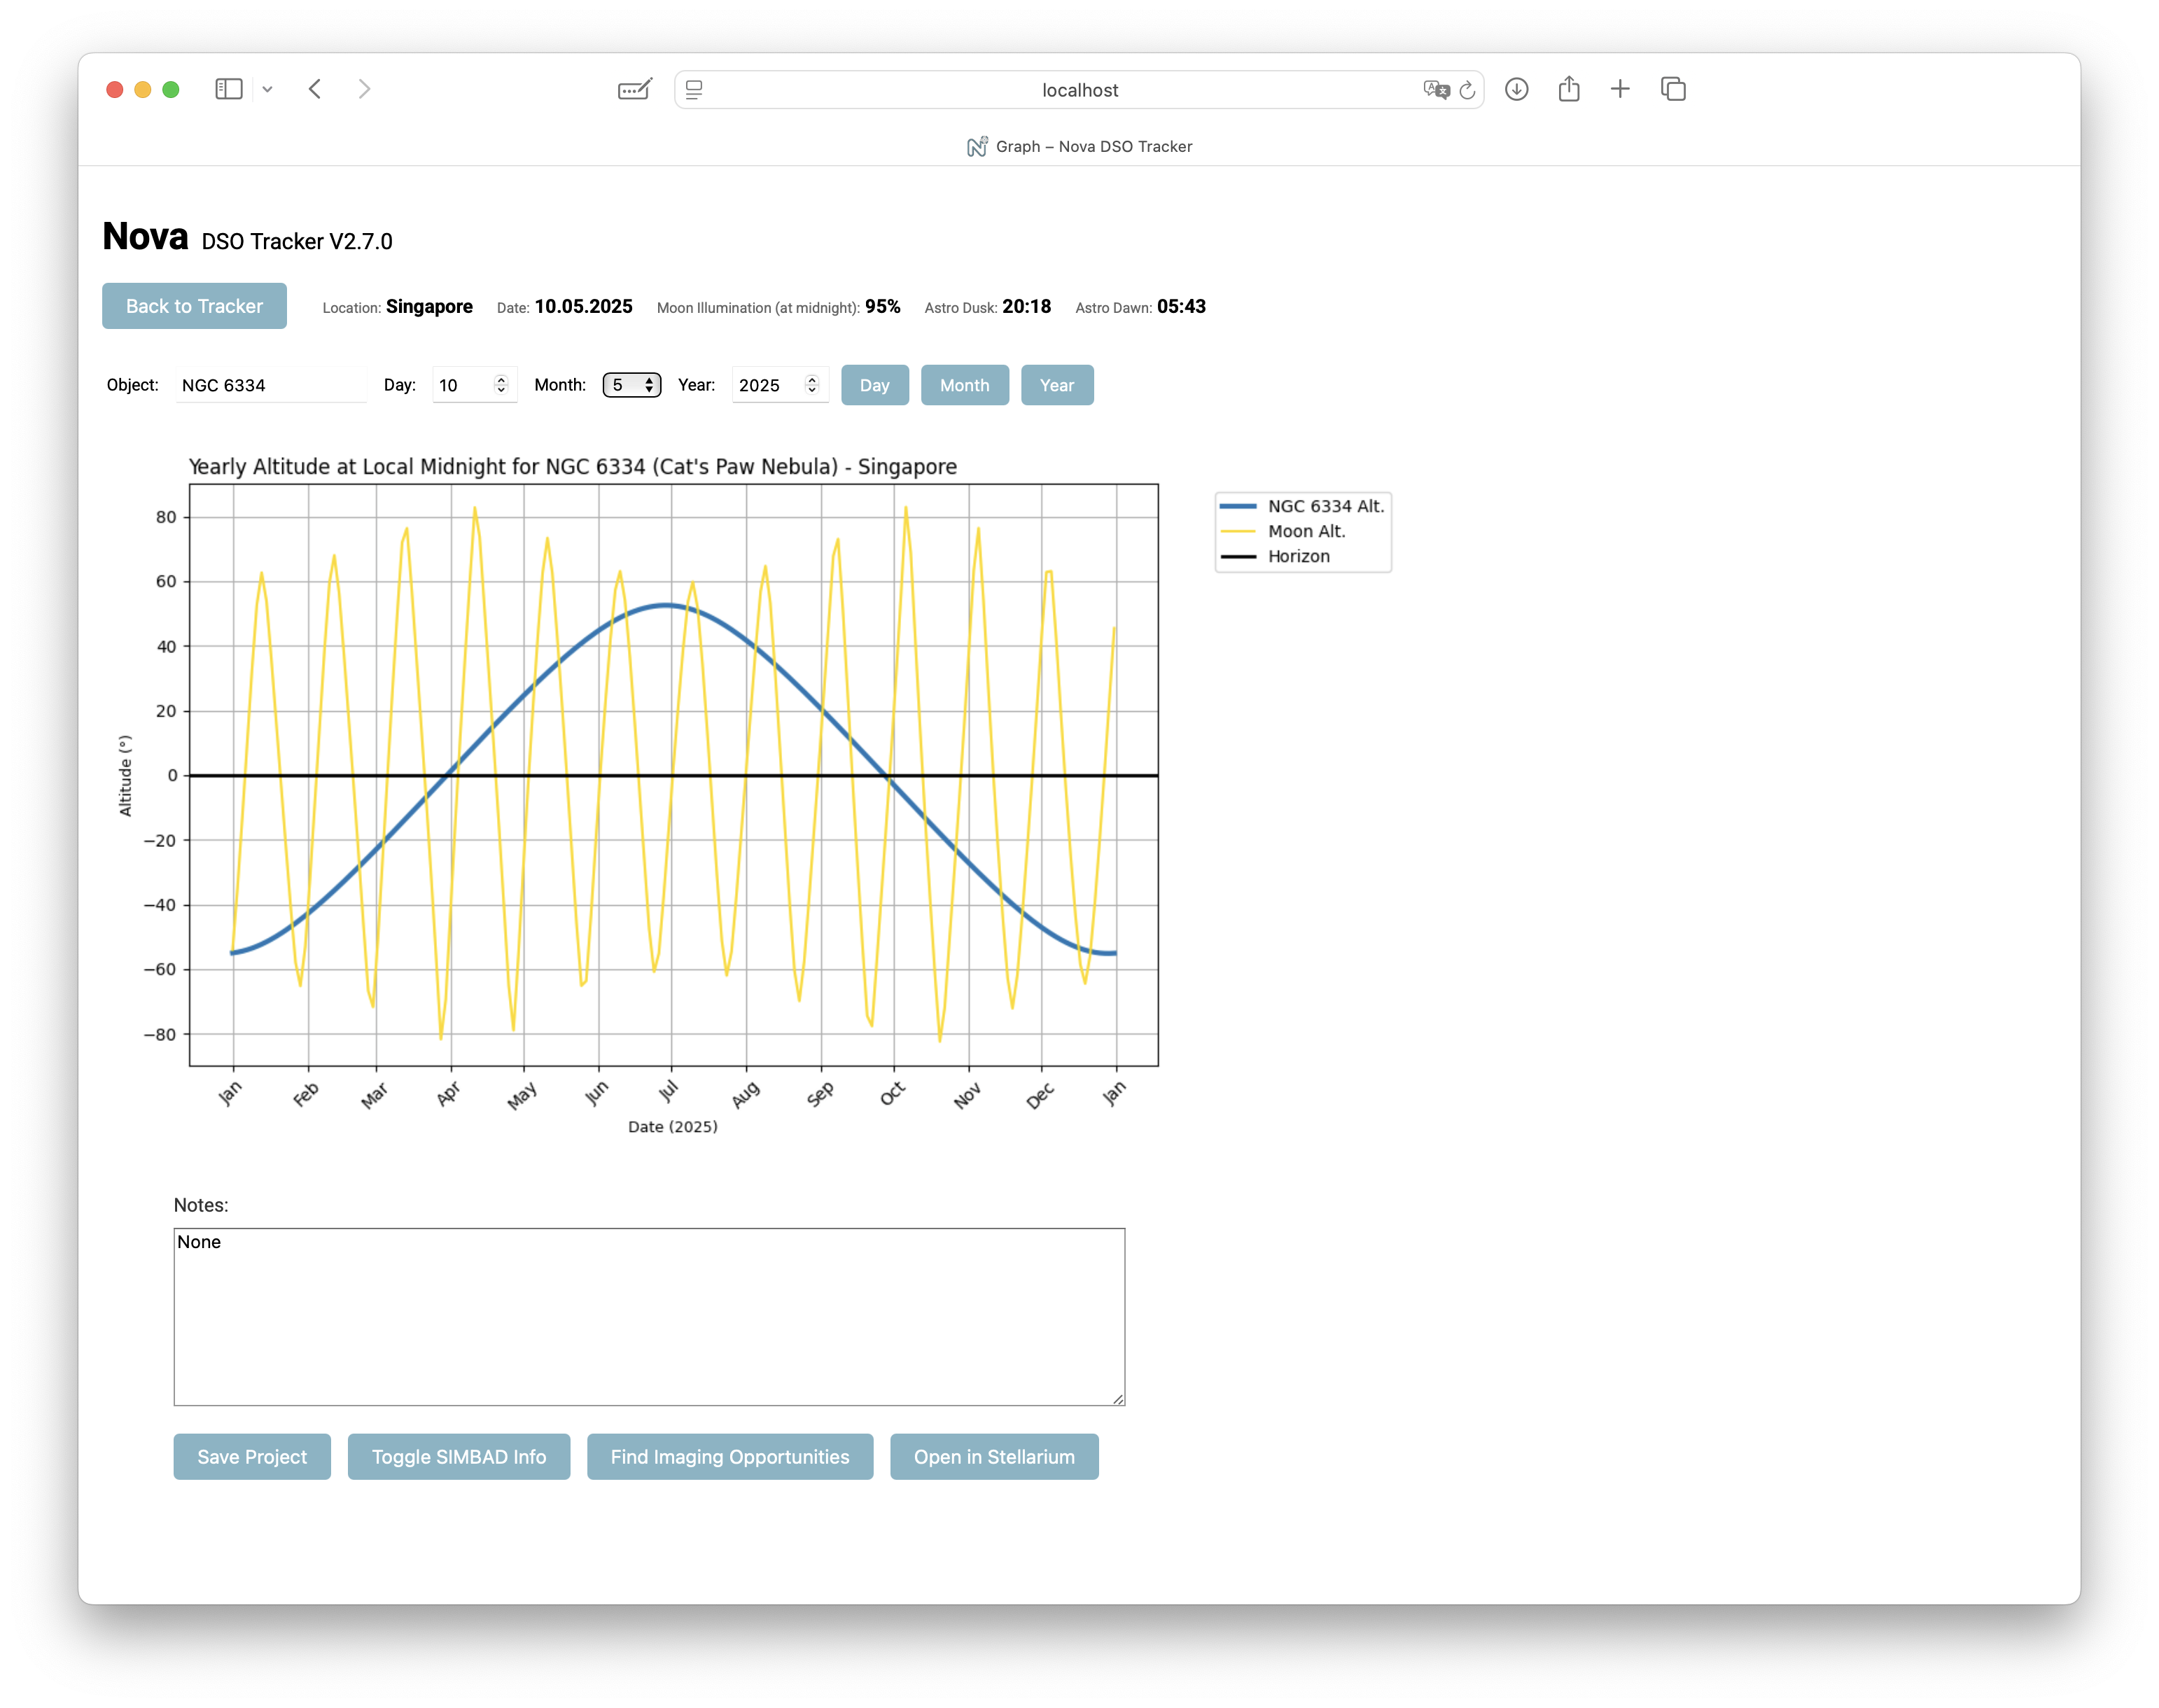 localhost
Graph – Nova DSO Tracker
Nova DSO Tracker V2.7.0
Back to Tracker Location: Singapore Date: 10.05.2025 Moon Illumination (at midnight): 95% Astro Dusk: 20:18 Astro Dawn: 05:43
Object: NGC 6334 Day: 10 Month: 5 Year: 2025 Day Month Year
Yearly Altitude at Local Midnight for NGC 6334 (Cat's Paw Nebula) - Singapore
NGC 6334 Alt.
Moon Alt.
Horizon
Altitude (°)
80
60
40
20
0
−20
−40
−60
−80
Jan Feb Mar Apr May Jun Jul Aug Sep Oct Nov Dec Jan
Date (2025)
Notes:
None
Save Project Toggle SIMBAD Info Find Imaging Opportunities Open in Stellarium